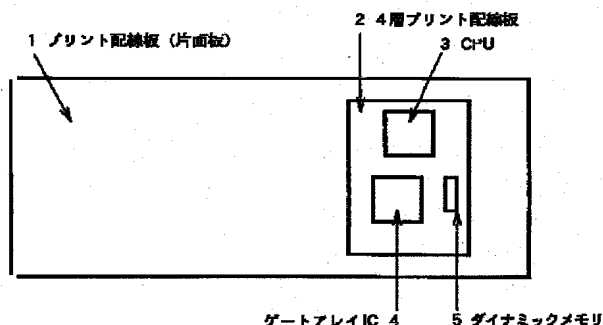 2 4層プリント配線板
1 プリント配線板（片面板）
3 CPU
ゲートアレイIC 4
5 ダイナミックメモリ